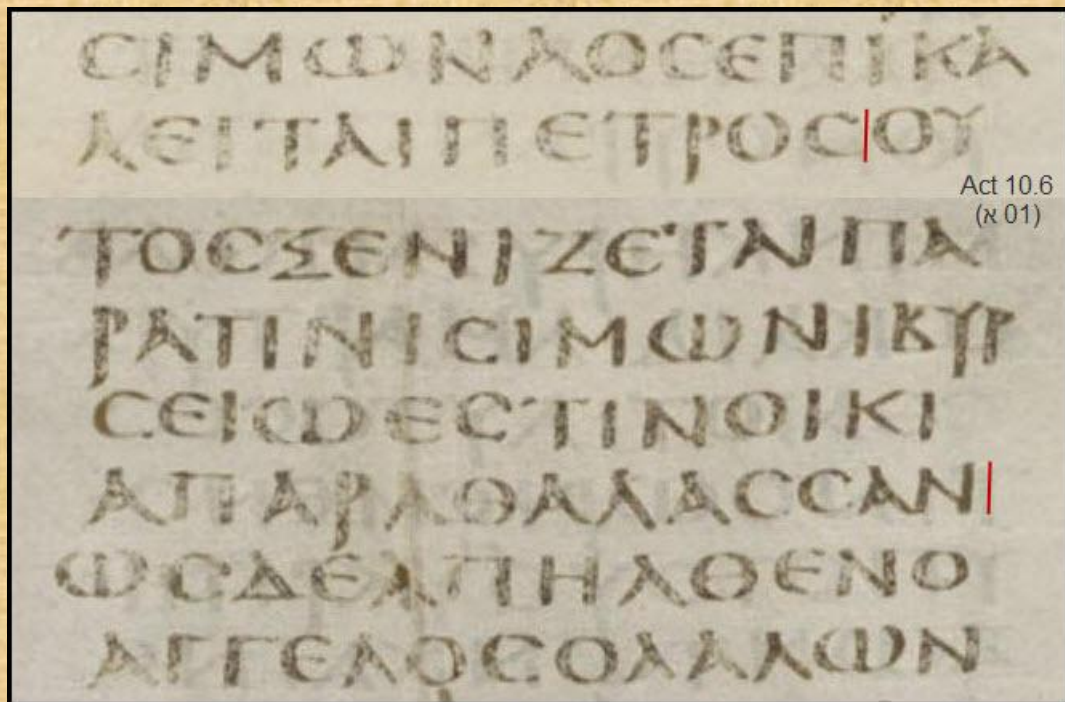 ϹΙΜΩΝΑΟϹΕΠΙΚΑ
ΛΕΙΤΑΙΠΕΤΡΟϹΟΥ
Act 10.6
(א 01)
ΤΟϹΞΕΝΙΖΕΤΑΙΠΑ
ΡΑΤΙΝΙϹΙΜΩΝΙΒΥΡ
ϹΕΙΩΕϹΤΙΝΟΙΚΙ
ΑΠΑΡΑΘΑΛΑϹϹΑΝ
ΩϹΔΕΑΠΗΛΘΕΝΟ
ΑΓΓΕΛΟϹΟΛΑΛΩΝ